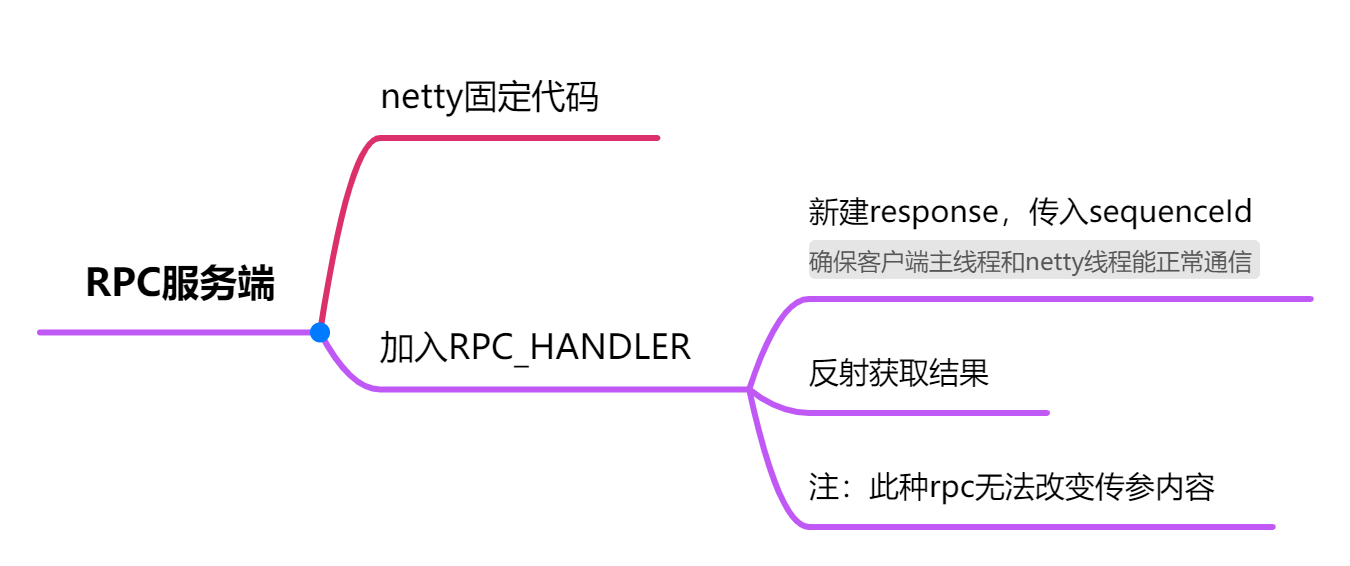 netty固定代码
新建response，传入sequenceId
确保客户端主线程和netty线程能正常通信
RPC服务端
加入RPC_HANDLER
反射获取结果
注：此种rpc无法改变传参内容